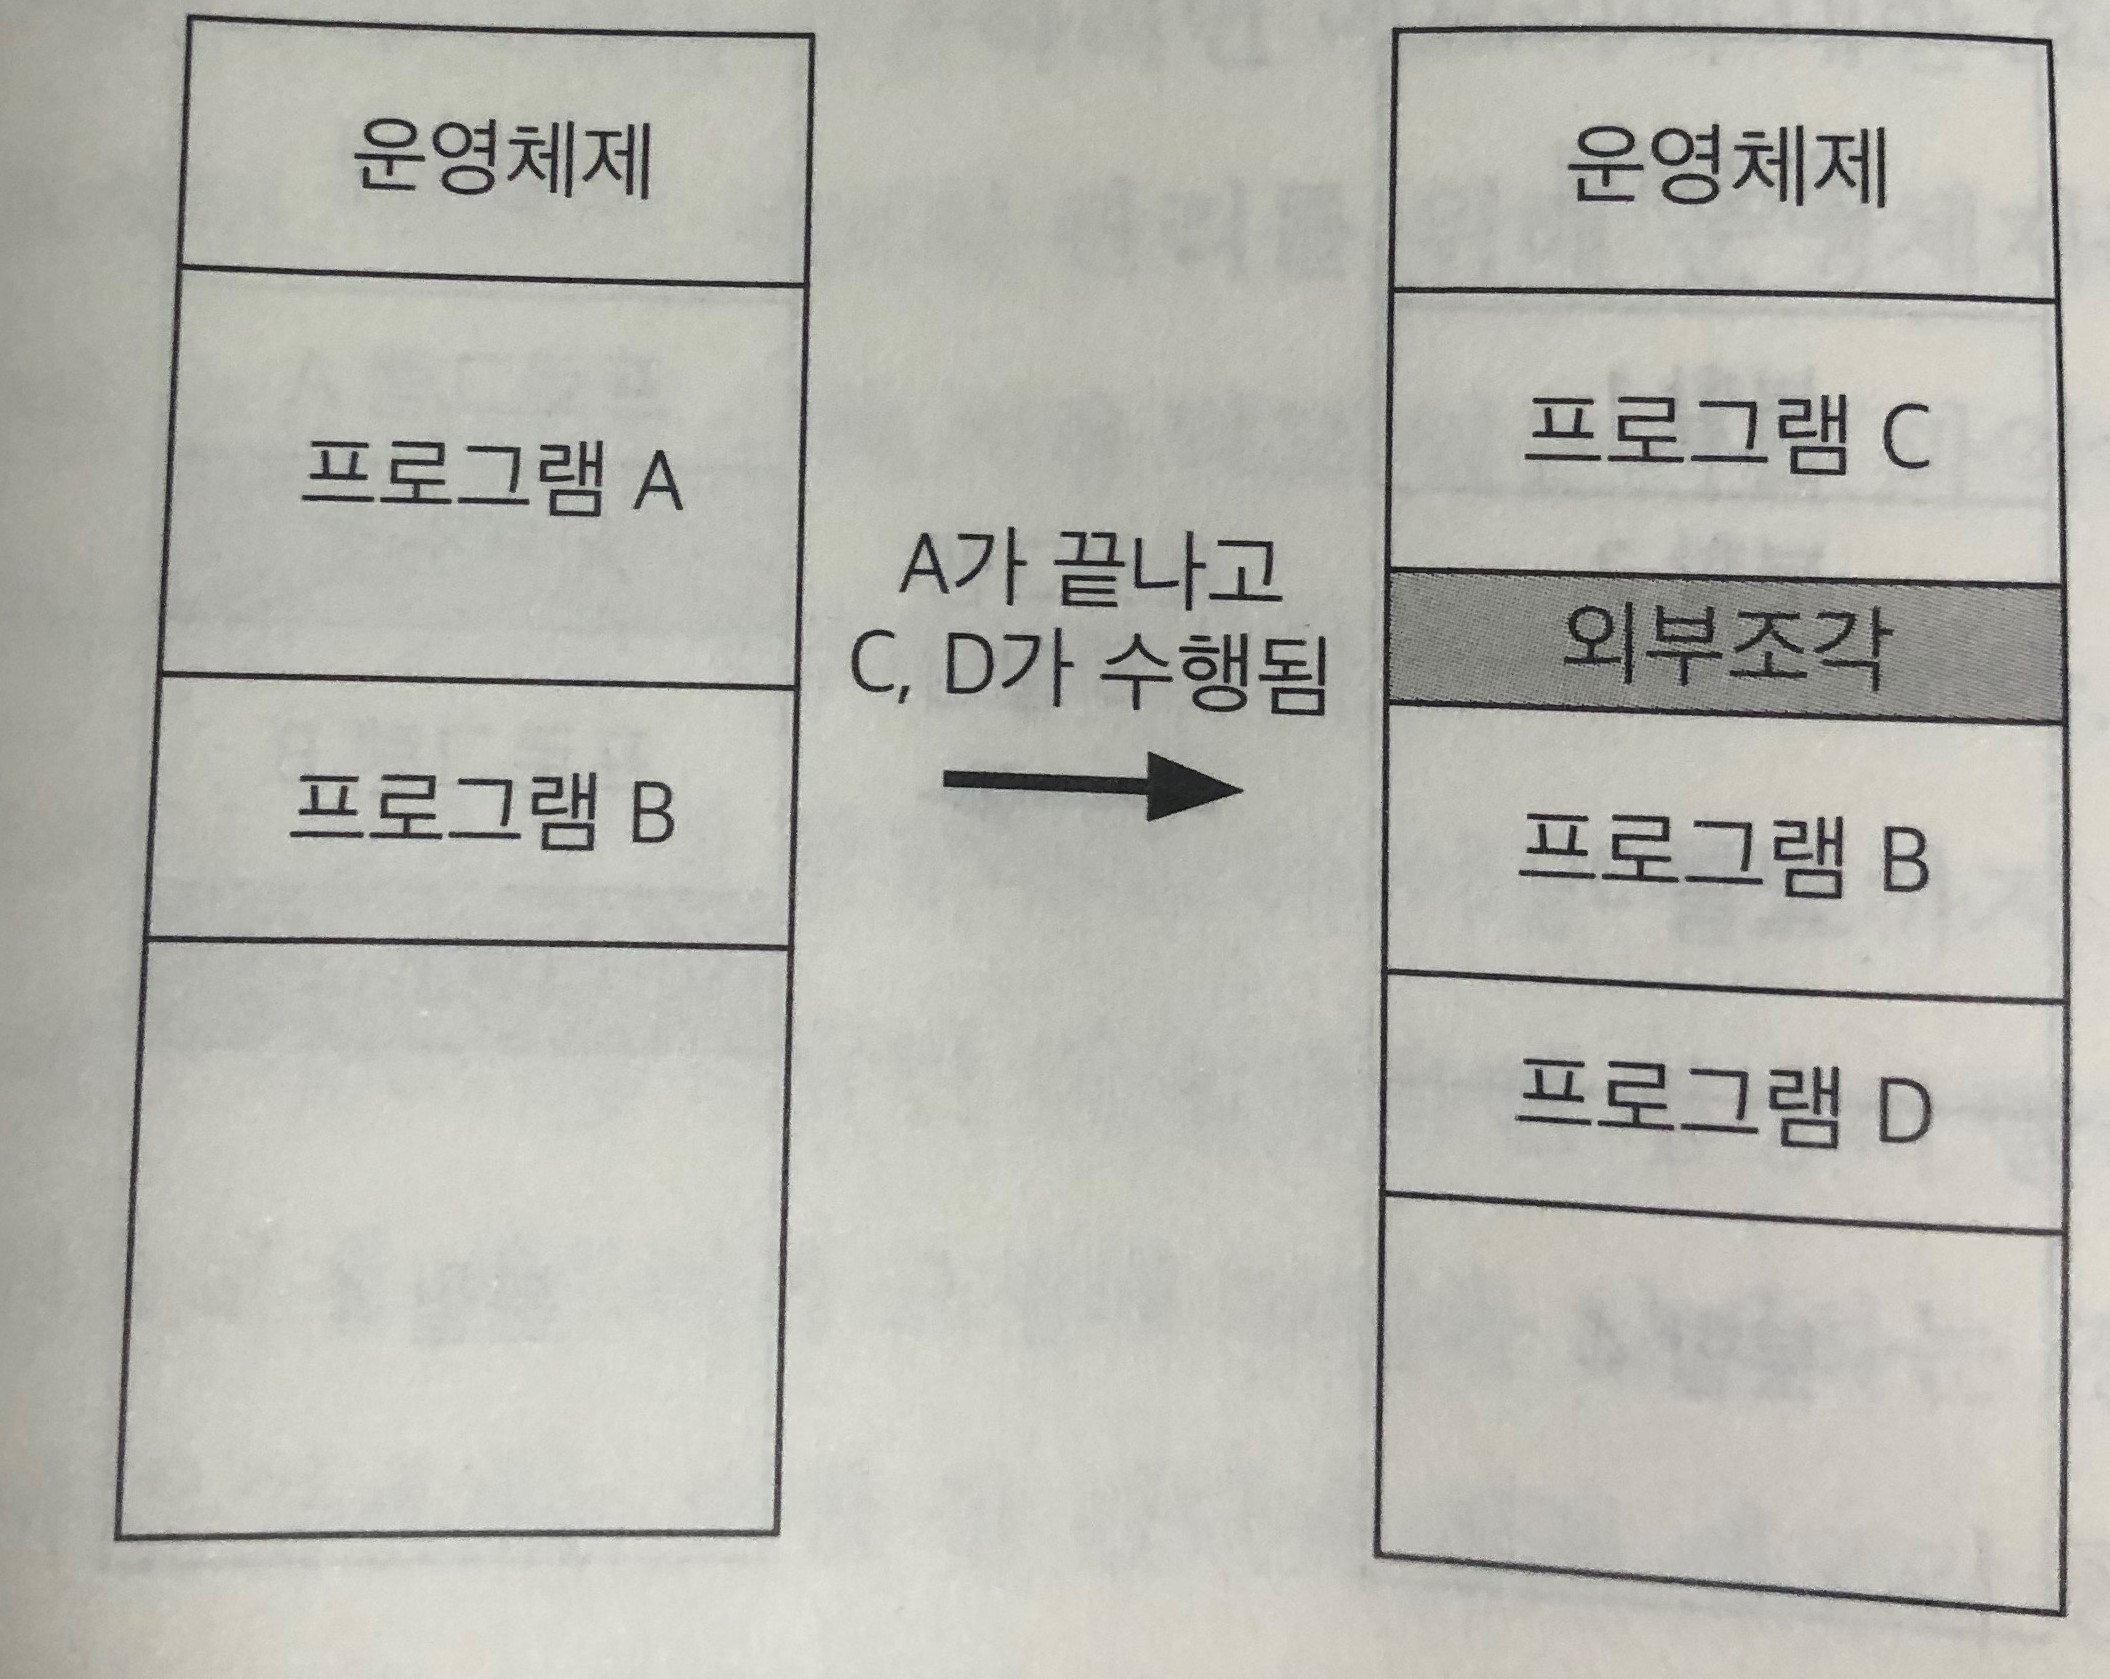 운영체제
프로그램 A
프로그램 B
A가 끝나고
C, D가 수행됨
운영체제
프로그램 C
외부조각
프로그램 B
프로그램 D